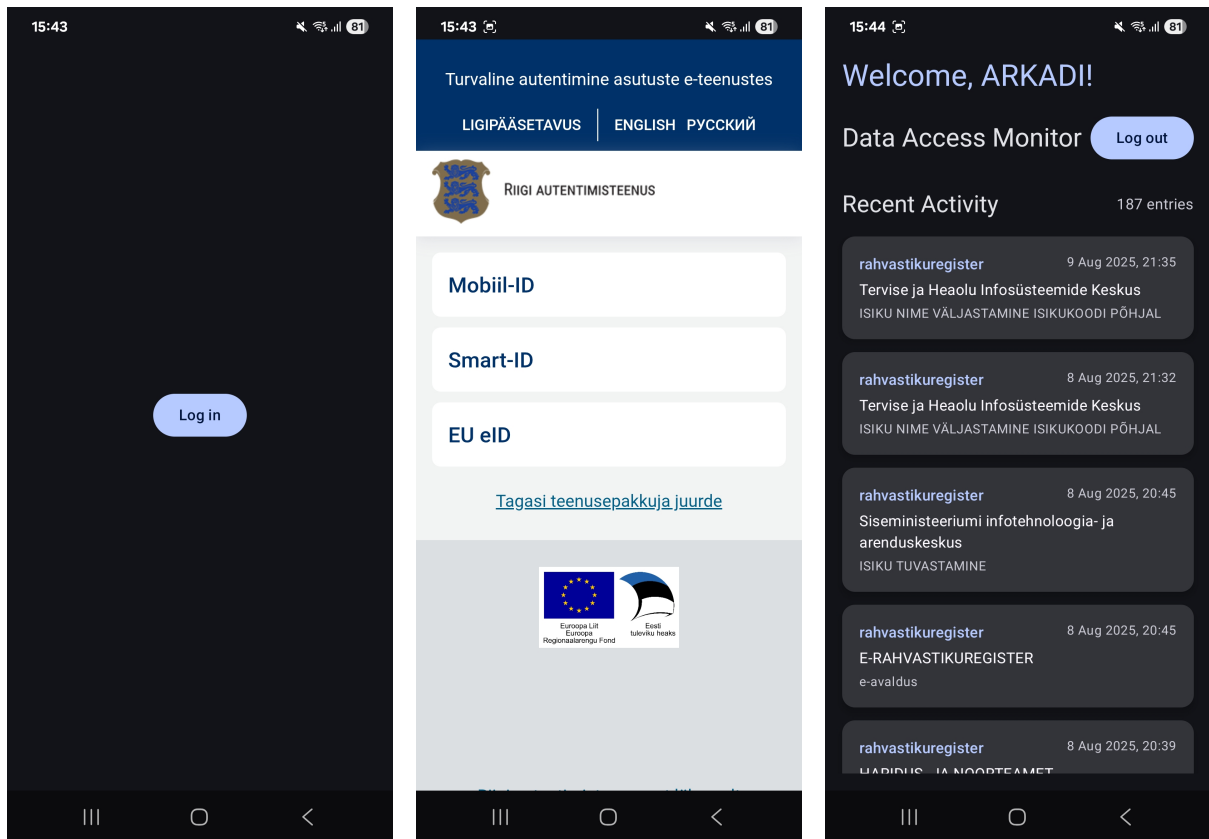 15:43
81
Log in
15:43
81
Turvaline autentimine asutuste e-teenustes
LIGIPÄÄSETAVUS
ENGLISH РУССКИЙ
RIIGI AUTENTIMISTEENUS
Mobiil-ID
Smart-ID
EU eID
Tagasi teenusepakkuja juurde
Euroopa Liit
Euroopa
Regionaalarengu Fond
Eesti
tuleviku heaks
15:44
81
Welcome, ARKADI!
Data Access Monitor
Log out
Recent Activity
187 entries
rahvastikuregister
9 Aug 2025, 21:35
Tervise ja Heaolu Infosüsteemide Keskus
ISIKU NIME VÄLJASTAMINE ISIKUKOODI PÕHJAL
rahvastikuregister
8 Aug 2025, 21:32
Tervise ja Heaolu Infosüsteemide Keskus
ISIKU NIME VÄLJASTAMINE ISIKUKOODI PÕHJAL
rahvastikuregister
8 Aug 2025, 20:45
Siseministeeriumi infotehnoloogia- ja
arenduskeskus
ISIKU TUVASTAMINE
rahvastikuregister
8 Aug 2025, 20:45
E-RAHVASTIKUREGISTER
e-avaldus
rahvastikuregister
8 Aug 2025, 20:39
HARIDUS- JA NOORTEAMET